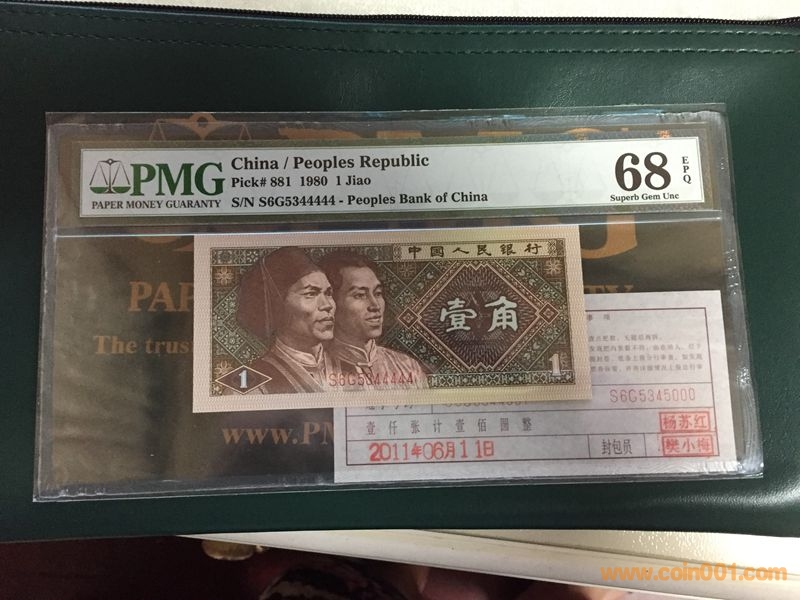 PMG
PAPER MONEY GUARANTY
China / Peoples Republic
Pick# 881 1980 1 Jiao
S/N S6G5344444 - Peoples Bank of China
68 EPQ
Superb Gem Unc
中国人民银行
壹角
1
S6G5344444
1
PAP
The trus
www.PM
事项
S6G5345000
壹仟张计壹佰圆整
封包员
杨苏红
樊小梅
2011年06月11日
www.coin001.com